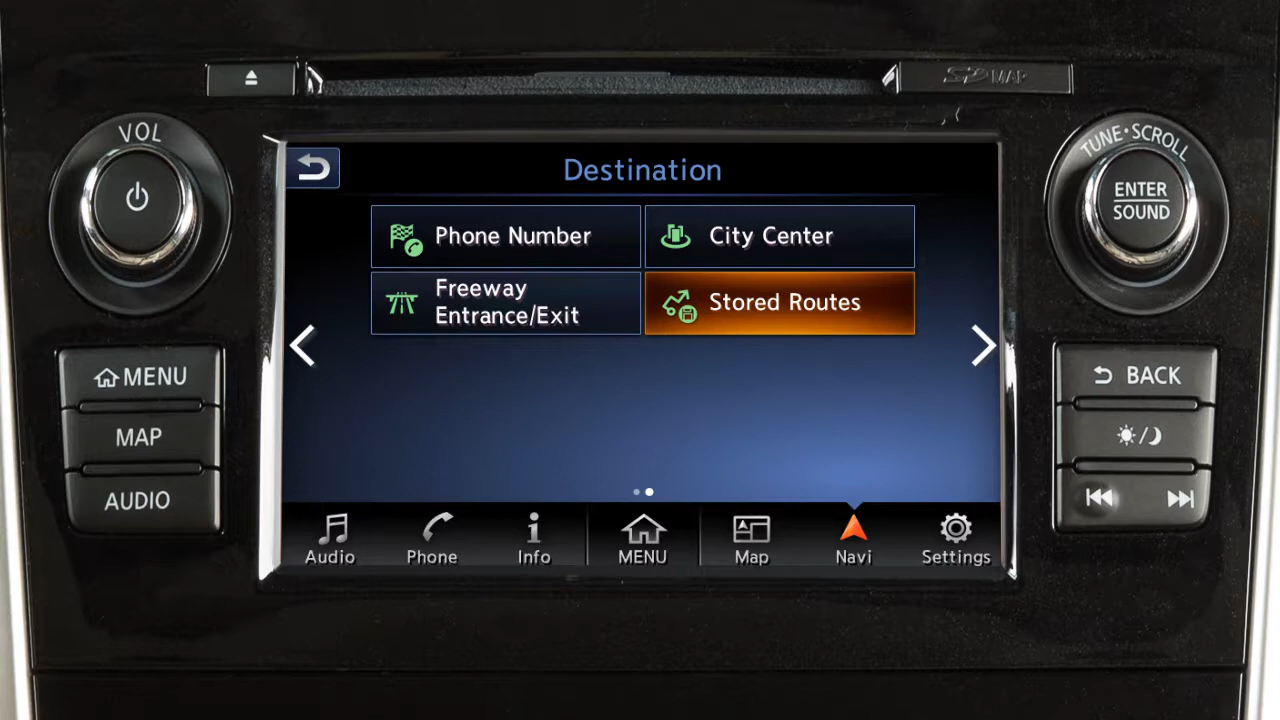 SD MAP
VOL
TUNE•SCROLL
ENTER
SOUND
Destination
Phone Number
City Center
Freeway
Entrance/Exit
Stored Routes
MENU
MAP
AUDIO
BACK
Audio
Phone
Info
MENU
Map
Navi
Settings